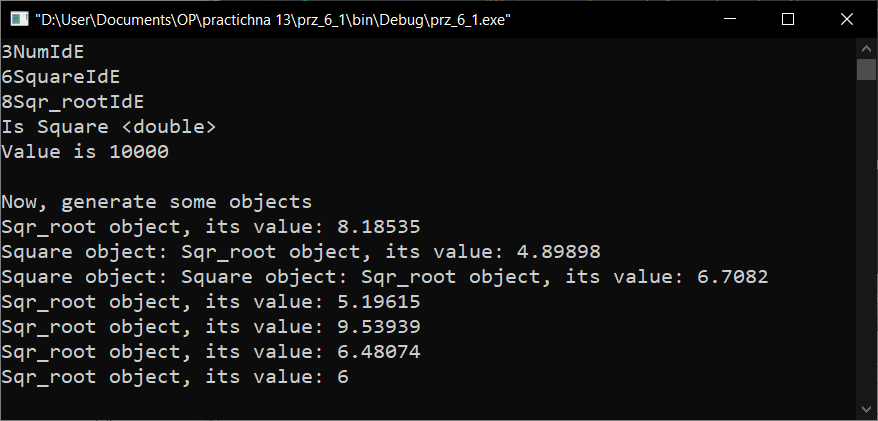 "D:\User\Documents\OP\practichna 13\prz_6_1\bin\Debug\prz_6_1.exe"
3NumIdE
6SquareIdE
8Sqr_rootIdE
Is Square <double>
Value is 10000
Now, generate some objects
Sqr_root object, its value: 8.18535
Square object: Sqr_root object, its value: 4.89898
Square object: Square object: Sqr_root object, its value: 6.7082
Sqr_root object, its value: 5.19615
Sqr_root object, its value: 9.53939
Sqr_root object, its value: 6.48074
Sqr_root object, its value: 6